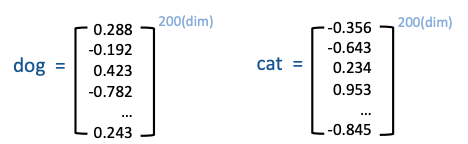 dog = 0.288 -0.192 0.423 -0.782 ... 0.243 200(dim)
cat = -0.356 -0.643 0.234 0.953 ... -0.845 200(dim)